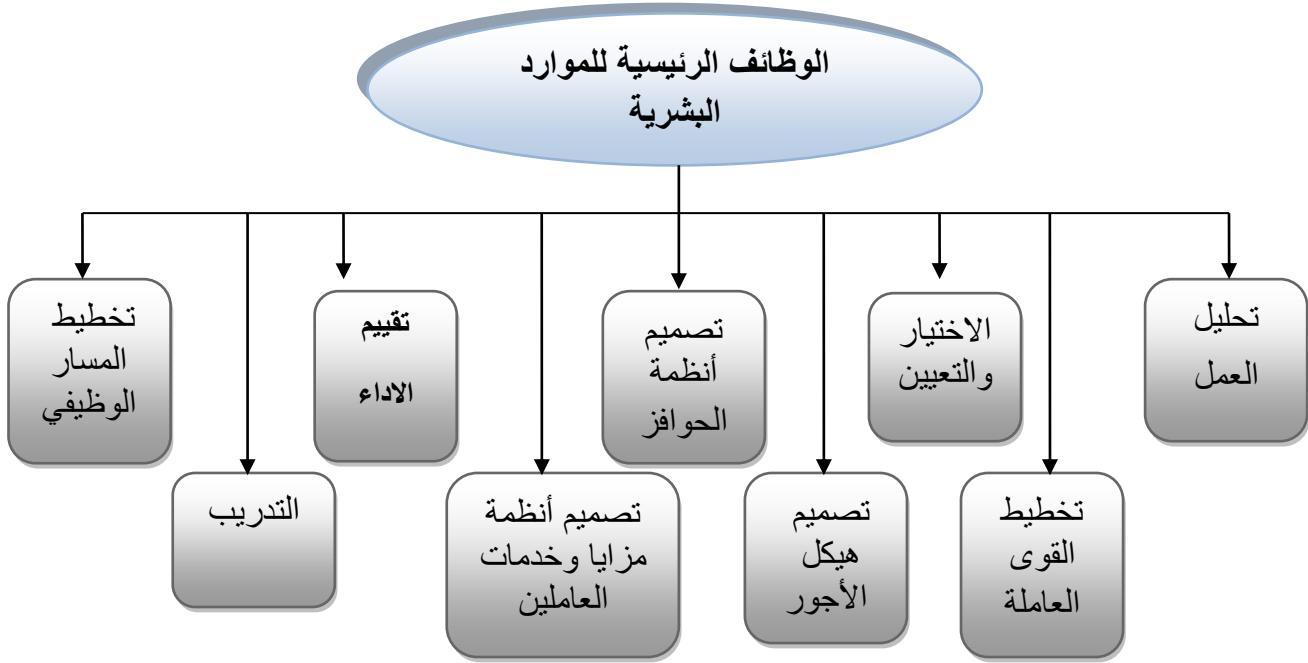 الوظائف الرئيسية للموارد
البشرية
تحليل
العمل
تخطيط
القوى
العاملة
الاختيار
والتعيين
تصميم
هيكل
الأجور
تصميم
أنظمة
الحوافز
تصميم أنظمة
مزايا وخدمات
العاملين
تقييم
الاداء
التدريب
تخطيط
المسار
الوظيفي